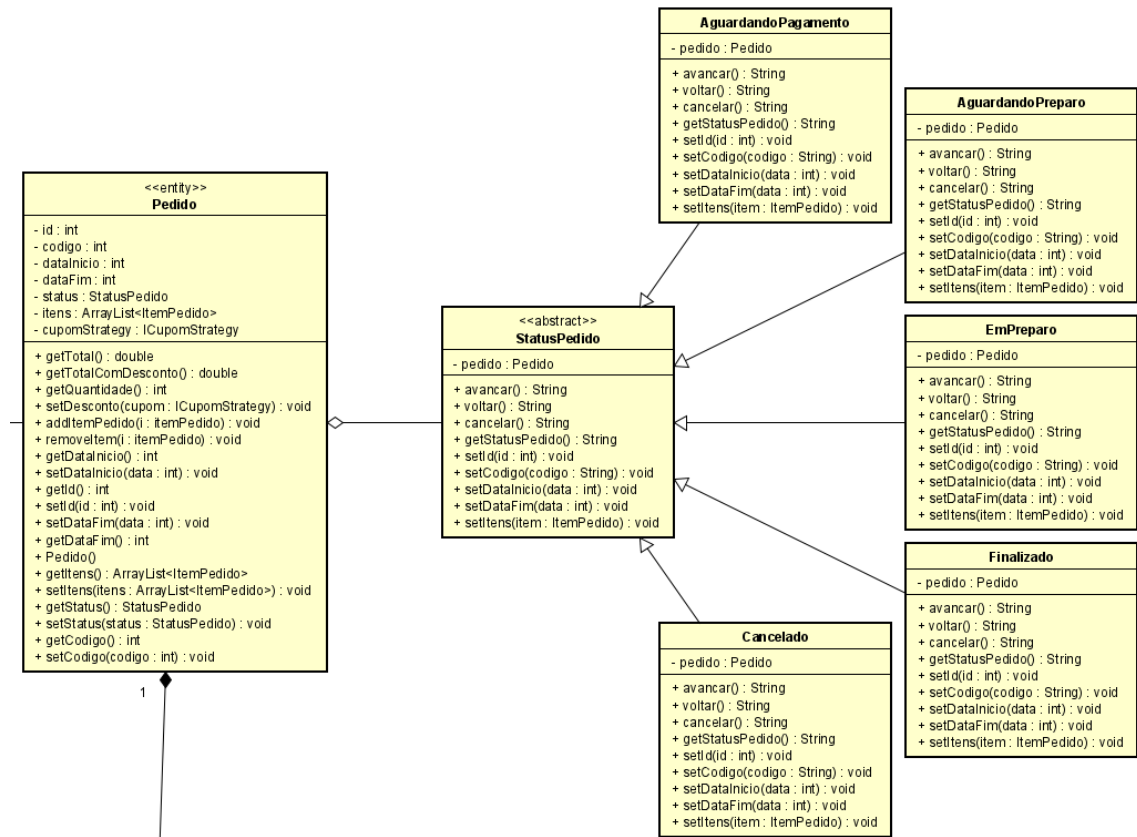 AguardandoPagamento
- pedido : Pedido
+ avancar() : String
+ voltar() : String
+ cancelar() : String
+ getStatusPedido() : String
+ setId(id : int) : void
+ setCodigo(codigo : String) : void
+ setDataInicio(data : int) : void
+ setDataFim(data : int) : void
+ setItens(item : ItemPedido) : void
AguardandoPreparo
- pedido : Pedido
+ avancar() : String
+ voltar() : String
+ cancelar() : String
+ getStatusPedido() : String
+ setId(id : int) : void
+ setCodigo(codigo : String) : void
+ setDataInicio(data : int) : void
+ setDataFim(data : int) : void
+ setItens(item : ItemPedido) : void
<<entity>>
Pedido
- id : int
- codigo : int
- dataInicio : int
- dataFim : int
- status : StatusPedido
- itens : ArrayList<ItemPedido>
- cupomStrategy : ICupomStrategy
+ getTotal() : double
+ getTotalComDesconto() : double
+ getQuantidade() : int
+ setDesconto(cupom : ICupomStrategy) : void
+ addItemPedido(i : itemPedido) : void
+ removeItem(i : itemPedido) : void
+ getDataInicio() : int
+ setDataInicio(data : int) : void
+ getId() : int
+ setId(id : int) : void
+ setDataFim(data : int) : void
+ getDataFim() : int
+ Pedido()
+ getItens() : ArrayList<ItemPedido>
+ setItens(itens : ArrayList<ItemPedido>) : void
+ getStatus() : StatusPedido
+ setStatus(status : StatusPedido) : void
+ getCodigo() : int
+ setCodigo(codigo : int) : void
1
<<abstract>>
StatusPedido
- pedido : Pedido
+ avancar() : String
+ voltar() : String
+ cancelar() : String
+ getStatusPedido() : String
+ setId(id : int) : void
+ setCodigo(codigo : String) : void
+ setDataInicio(data : int) : void
+ setDataFim(data : int) : void
+ setItens(item : ItemPedido) : void
EmPreparo
- pedido : Pedido
+ avancar() : String
+ voltar() : String
+ cancelar() : String
+ getStatusPedido() : String
+ setId(id : int) : void
+ setCodigo(codigo : String) : void
+ setDataInicio(data : int) : void
+ setDataFim(data : int) : void
+ setItens(item : ItemPedido) : void
Finalizado
- pedido : Pedido
+ avancar() : String
+ voltar() : String
+ cancelar() : String
+ getStatusPedido() : String
+ setId(id : int) : void
+ setCodigo(codigo : String) : void
+ setDataInicio(data : int) : void
+ setDataFim(data : int) : void
+ setItens(item : ItemPedido) : void
Cancelado
- pedido : Pedido
+ avancar() : String
+ voltar() : String
+ cancelar() : String
+ getStatusPedido() : String
+ setId(id : int) : void
+ setCodigo(codigo : String) : void
+ setDataInicio(data : int) : void
+ setDataFim(data : int) : void
+ setItens(item : ItemPedido) : void